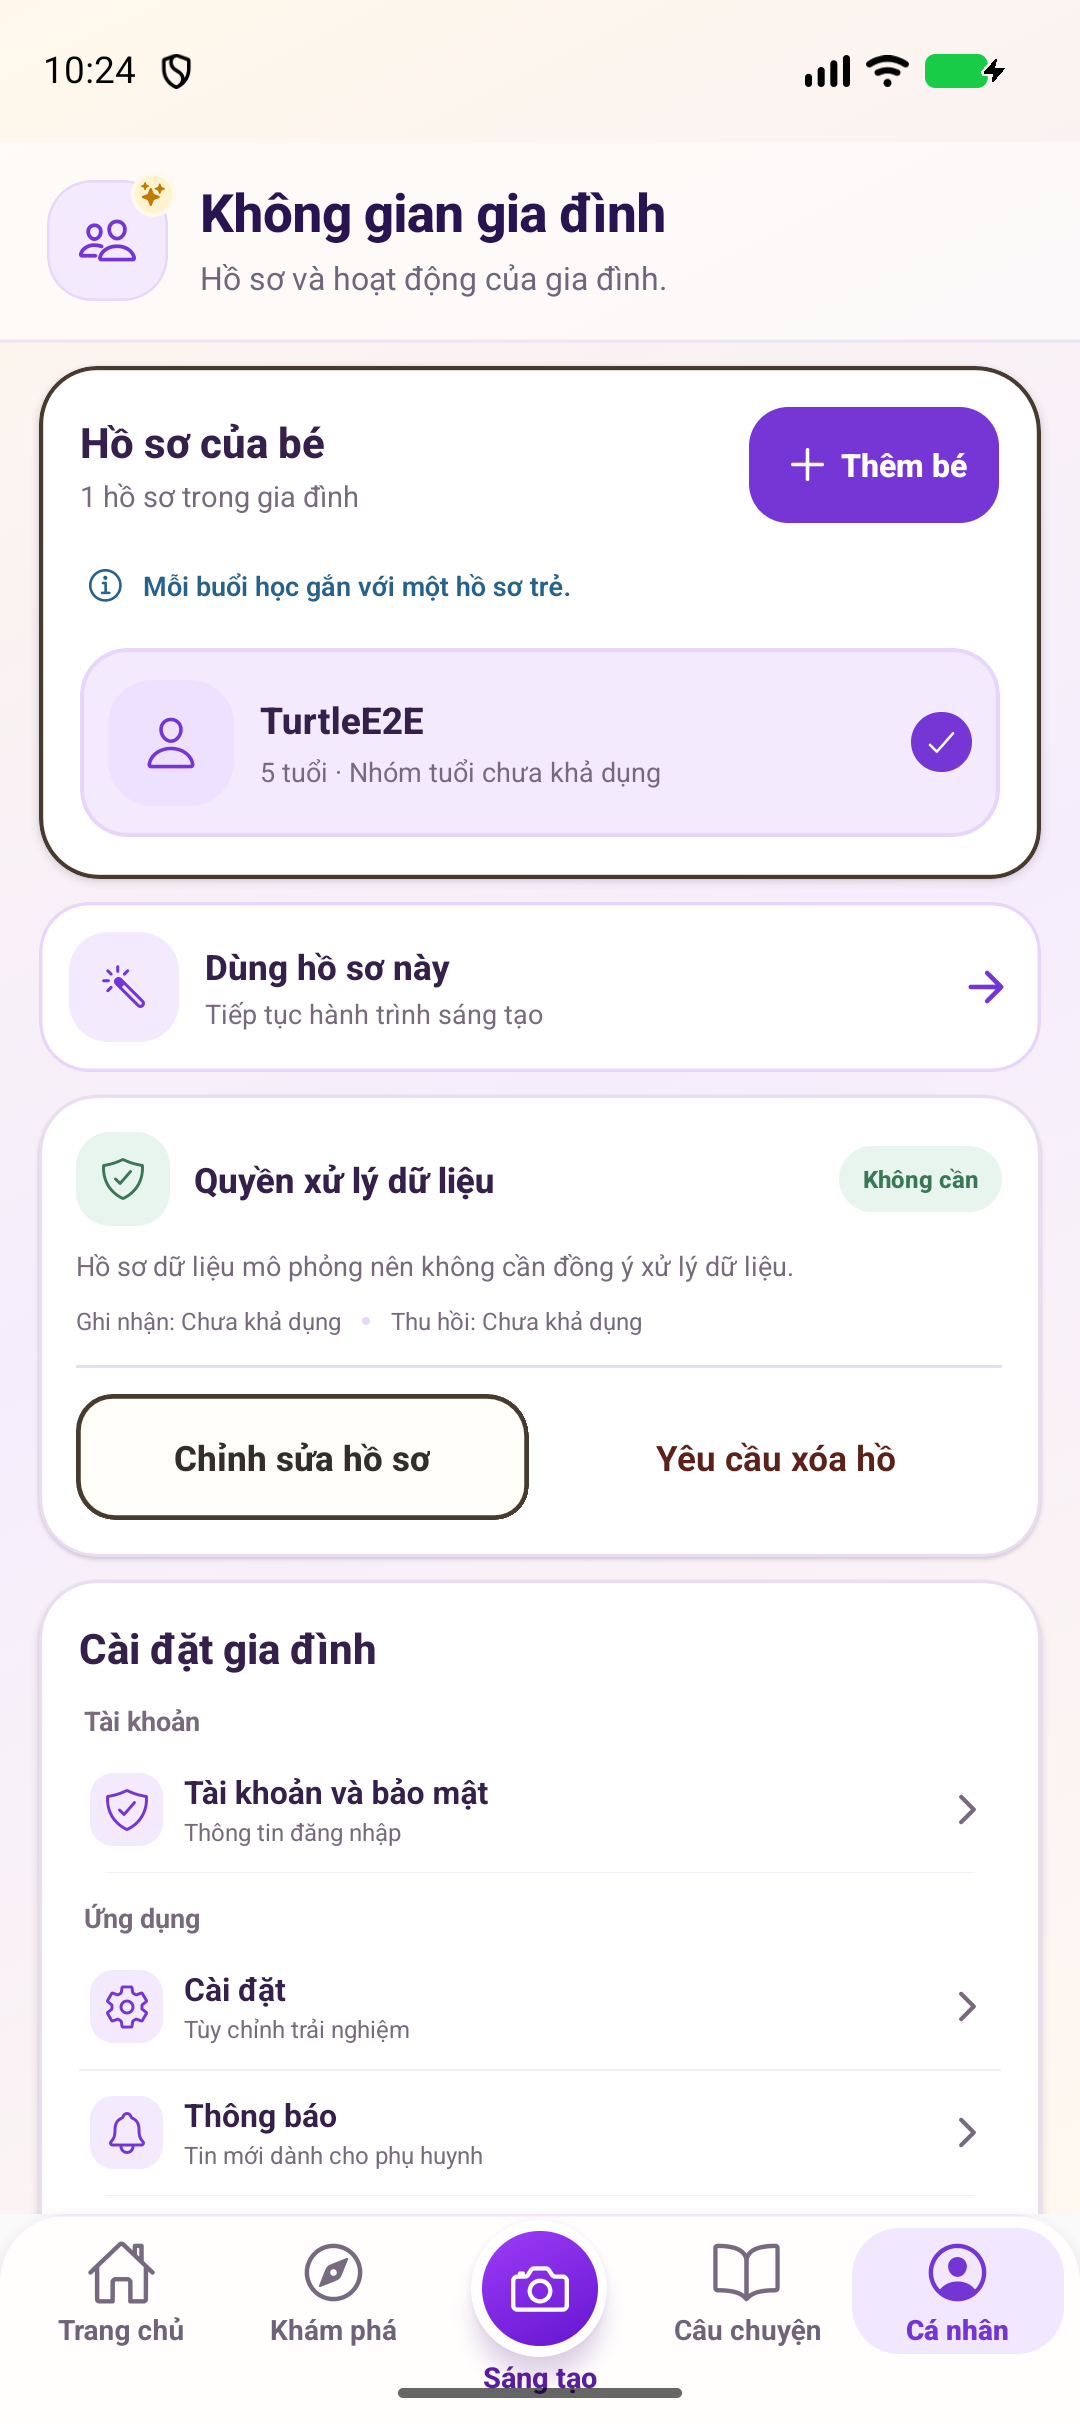 10:24
Không gian gia đình
Hồ sơ và hoạt động của gia đình.
Hồ sơ của bé
Thêm bé
1 hồ sơ trong gia đình
Mỗi buổi học gắn với một hồ sơ trẻ.
TurtleE2E
5 tuổi · Nhóm tuổi chưa khả dụng
Dùng hồ sơ này
Tiếp tục hành trình sáng tạo
Quyền xử lý dữ liệu
Không cần
Hồ sơ dữ liệu mô phỏng nên không cần đồng ý xử lý dữ liệu.
Ghi nhận: Chưa khả dụng • Thu hồi: Chưa khả dụng
Chỉnh sửa hồ sơ
Yêu cầu xóa hồ
Cài đặt gia đình
Tài khoản
Tài khoản và bảo mật
Thông tin đăng nhập
Ứng dụng
Cài đặt
Tùy chỉnh trải nghiệm
Thông báo
Tin mới dành cho phụ huynh
Trang chủ
Khám phá
Sáng tạo
Câu chuyện
Cá nhân